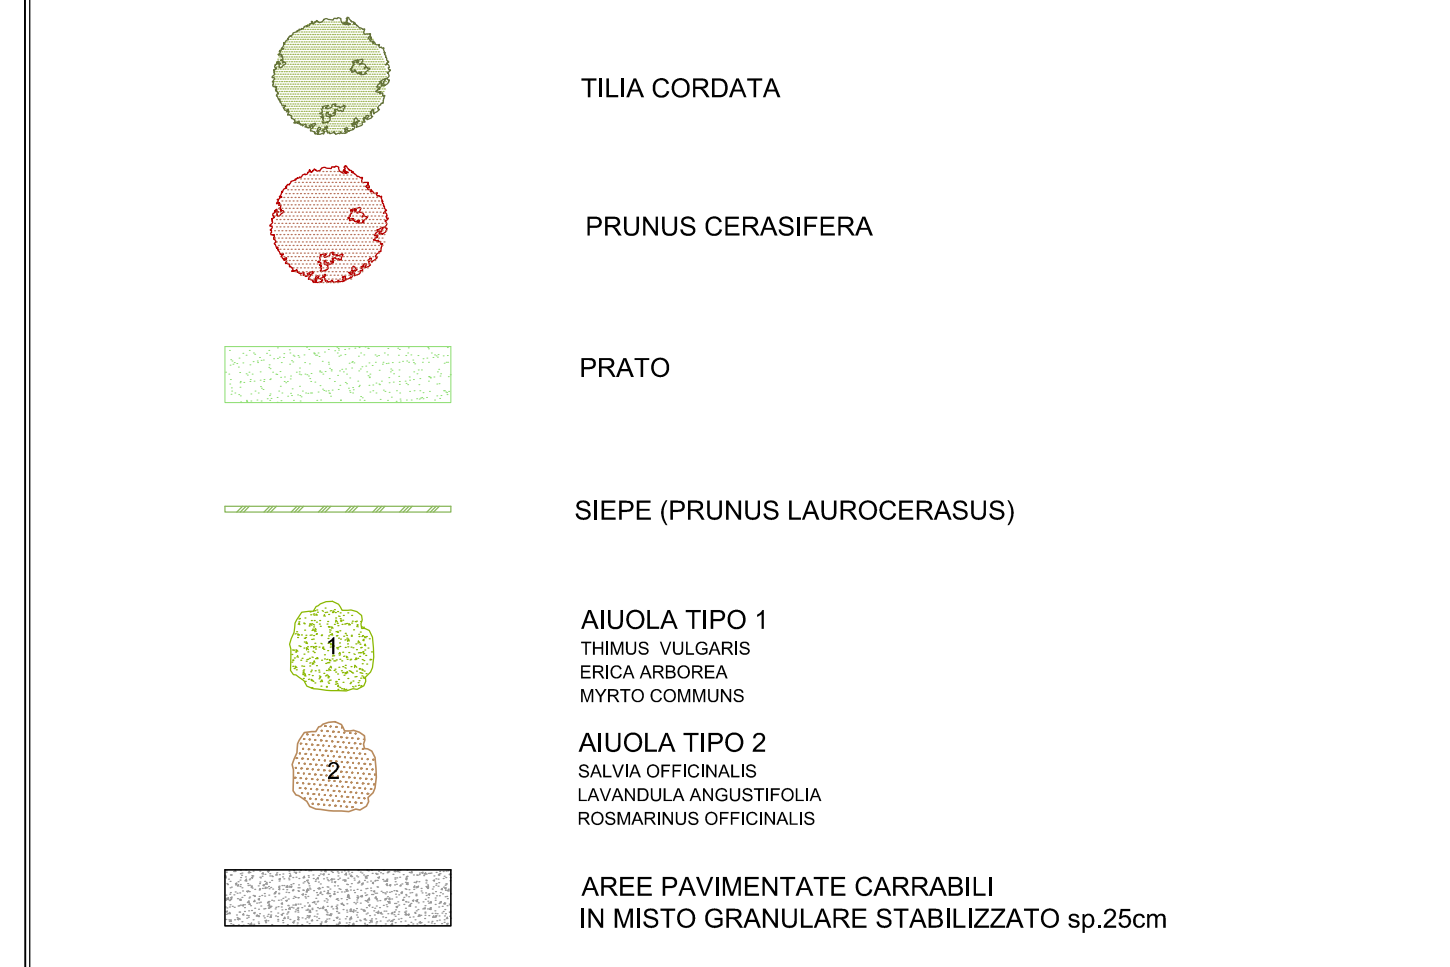 TILIA CORDATA
PRUNUS CERASIFERA
PRATO
SIEPE (PRUNUS LAUROCERASUS)
1
AIUOLA TIPO 1
THIMUS VULGARIS
ERICA ARBOREA
MYRTO COMMUNS
2
AIUOLA TIPO 2
SALVIA OFFICINALIS
LAVANDULA ANGUSTIFOLIA
ROSMARINUS OFFICINALIS
AREE PAVIMENTATE CARRABILI
IN MISTO GRANULARE STABILIZZATO sp.25cm